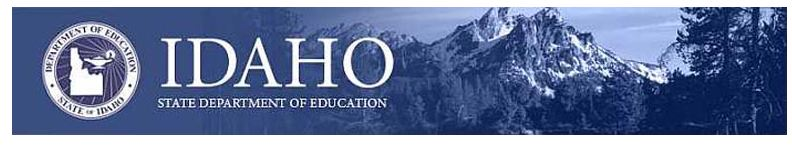 DEPARTMENT OF EDUCATION
STATE OF IDAHO
IDAHO
STATE DEPARTMENT OF EDUCATION